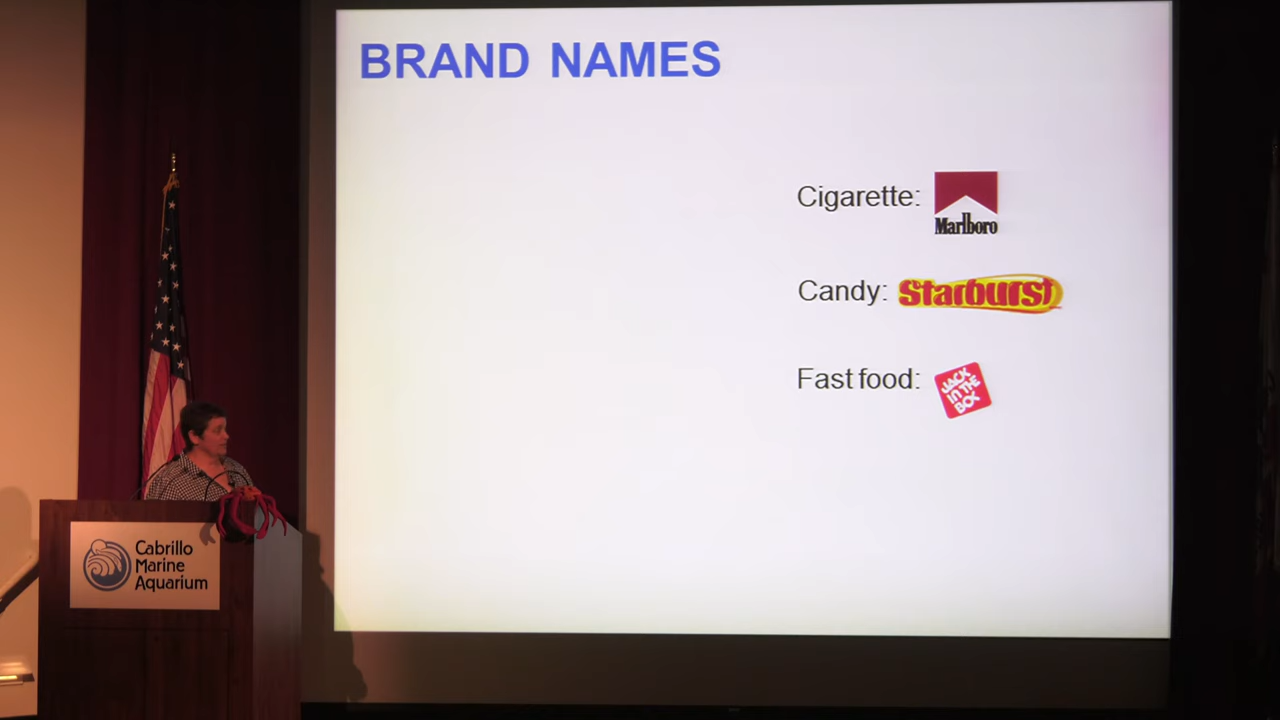 BRAND NAMES
Cigarette:
Marlboro
Candy: Starburst
Fast food:
JACK
IN THE
BOX
Cabrillo
Marine
Aquarium